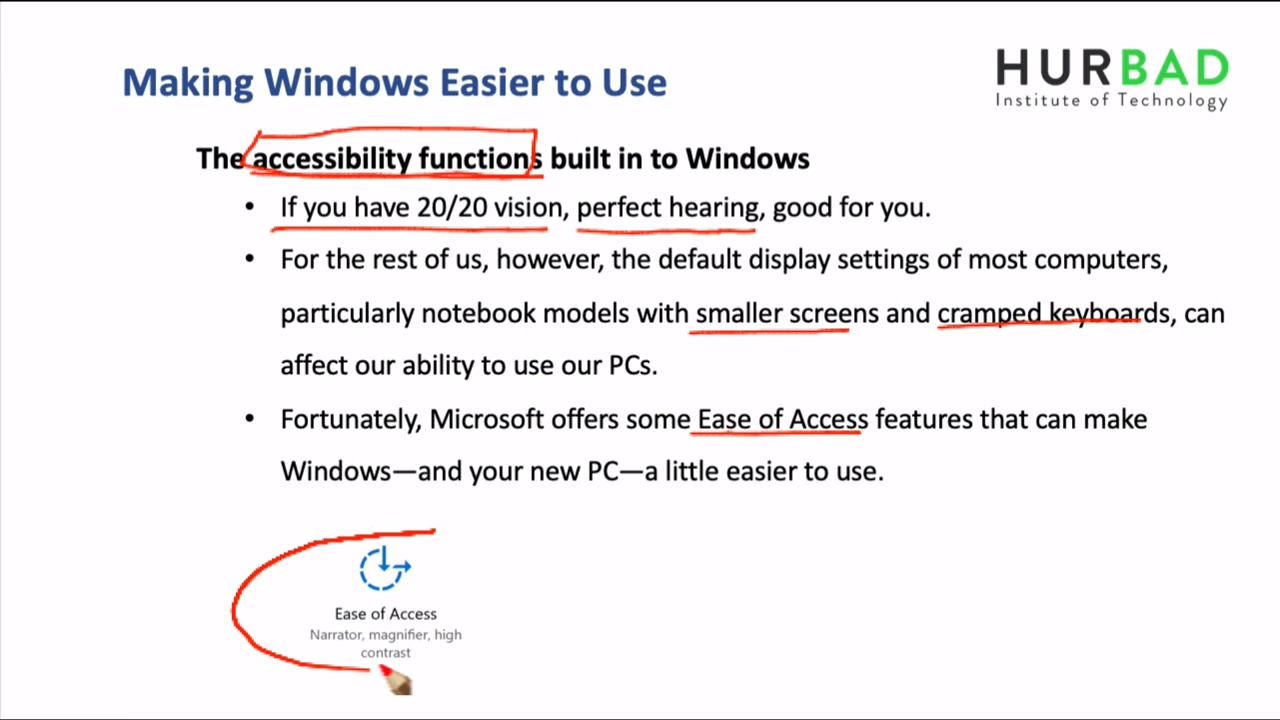 HURBAD
Institute of Technology
Making Windows Easier to Use
The accessibility functions built in to Windows
• If you have 20/20 vision, perfect hearing, good for you.
• For the rest of us, however, the default display settings of most computers,
particularly notebook models with smaller screens and cramped keyboards, can
affect our ability to use our PCs.
• Fortunately, Microsoft offers some Ease of Access features that can make
Windows—and your new PC—a little easier to use.
Ease of Access
Narrator, magnifier, high
contrast